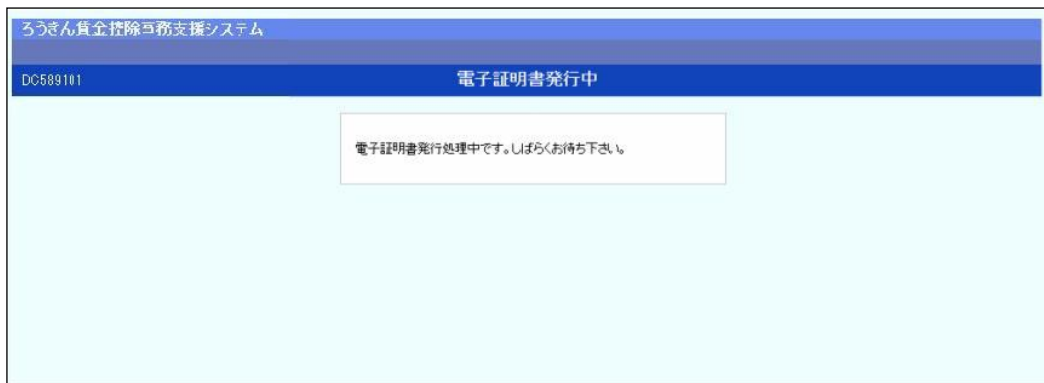 ろうきん賃金控除事務支援システム
DC589101
電子証明書発行中
電子証明書発行処理中です。しばらくお待ち下さい。